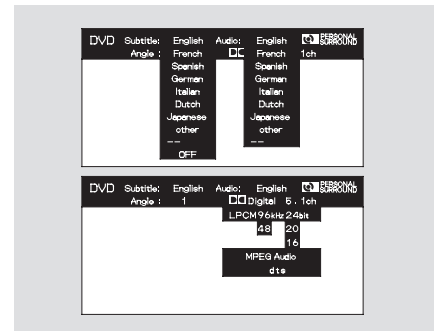 DVD Subtitle: English Audio: English PERSONAL SURROUND
Angle : French French 1ch
Spanish Spanish
German German
Italian Italian
Dutch Dutch
Japanese Japanese
other other
-- --
OFF
DVD Subtitle: English Audio: English PERSONAL SURROUND
Angle : 1 Digital 5.1ch
LPCM 96kHz 24bit
48 20
16
MPEG Audio
dts